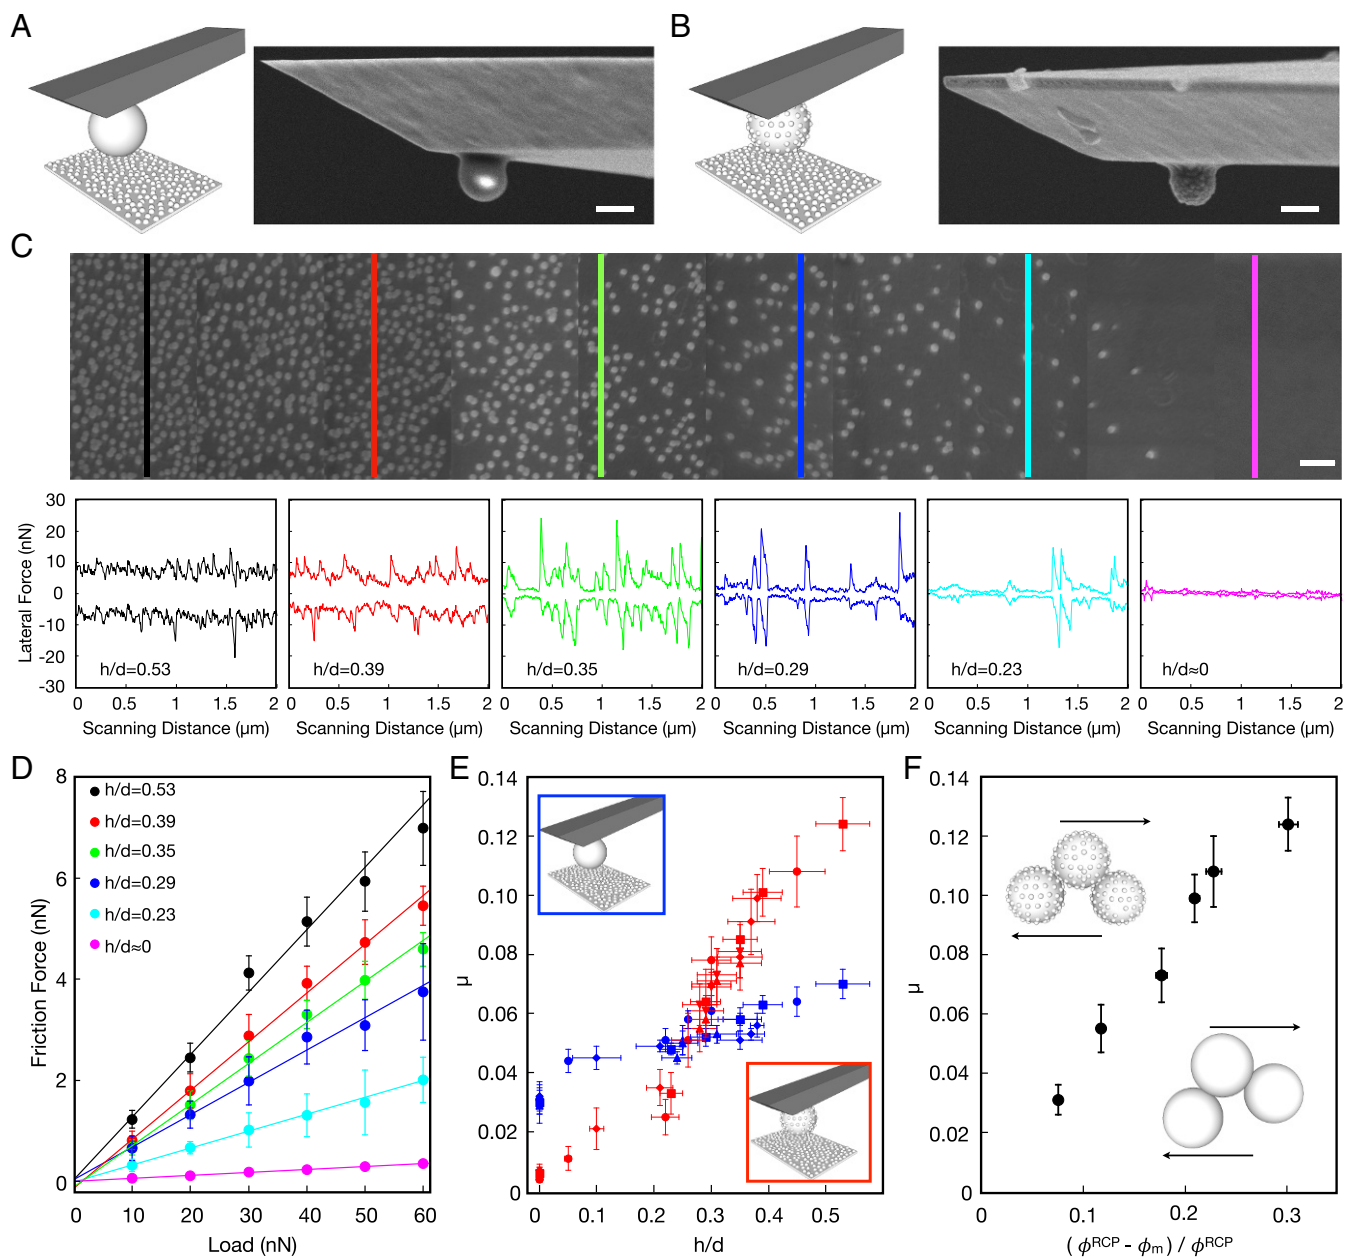 A
B
C
30
20
10
0
-10
-20
-30
Lateral Force (nN)
h/d=0.53
h/d=0.39
h/d=0.35
h/d=0.29
h/d=0.23
h/d≈0
0 0.5 1 1.5 2
0 0.5 1 1.5 2
0 0.5 1 1.5 2
0 0.5 1 1.5 2
0 0.5 1 1.5 2
0 0.5 1 1.5 2
Scanning Distance (µm)
Scanning Distance (µm)
Scanning Distance (µm)
Scanning Distance (µm)
Scanning Distance (µm)
Scanning Distance (µm)
D
8
6
4
2
0
Friction Force (nN)
h/d=0.53
h/d=0.39
h/d=0.35
h/d=0.29
h/d=0.23
h/d≈0
0 10 20 30 40 50 60
Load (nN)
E
0.14
0.12
0.10
0.08
0.06
0.04
0.02
0
µ
0 0.1 0.2 0.3 0.4 0.5
h/d
F
0.14
0.12
0.10
0.08
0.06
0.04
0.02
0
µ
0 0.1 0.2 0.3
(ϕᴿᶜᴾ - ϕₘ) / ϕᴿᶜᴾ